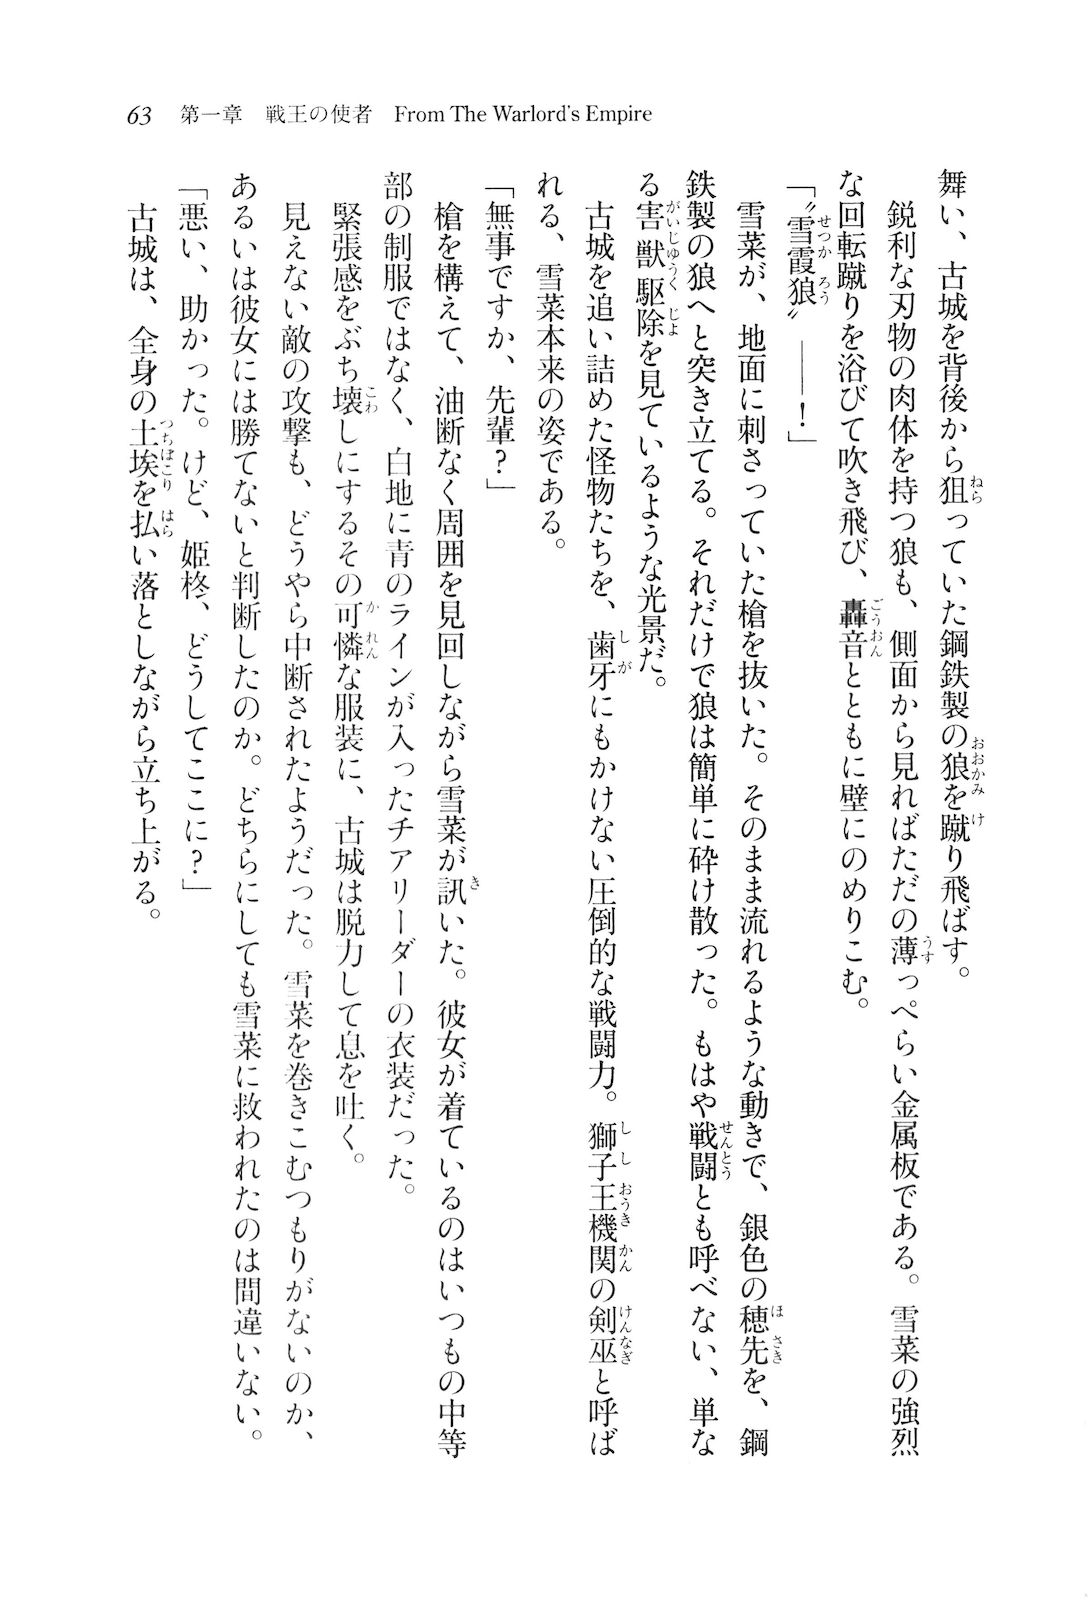 63 第一章 戦王の使者 From The Warlord's Empire
舞い、古城を背後から狙っていた鋼鉄製の狼を蹴り飛ばす。
鋭利な刃物の肉体を持つ狼も、側面から見ればただの薄っぺらい金属板である。雪菜の強烈
な回転蹴りを浴びて吹き飛び、轟音とともに壁にのめりこむ。
「〝雪霞狼〟――！」
雪菜が、地面に刺さっていた槍を抜いた。そのまま流れるような動きで、銀色の穂先を、鋼
鉄製の狼へと突き立てる。それだけで狼は簡単に砕け散った。もはや戦闘とも呼べない、単な
る害獣駆除を見ているような光景だ。
古城を追い詰めた怪物たちを、歯牙にもかけない圧倒的な戦闘力。獅子王機関の剣巫と呼ば
れる、雪菜本来の姿である。
「無事ですか、先輩？」
槍を構えて、油断なく周囲を見回しながら雪菜が訊いた。彼女が着ているのはいつもの中等
部の制服ではなく、白地に青のラインが入ったチアリーダーの衣装だった。
緊張感をぶち壊しにするその可憐な服装に、古城は脱力して息を吐く。
見えない敵の攻撃も、どうやら中断されたようだった。雪菜を巻きこむつもりがないのか、
あるいは彼女には勝てないと判断したのか。どちらにしても雪菜に救われたのは間違いない。
「悪い、助かった。けど、姫柊、どうしてここに？」
古城は、全身の土埃を払い落としながら立ち上がる。